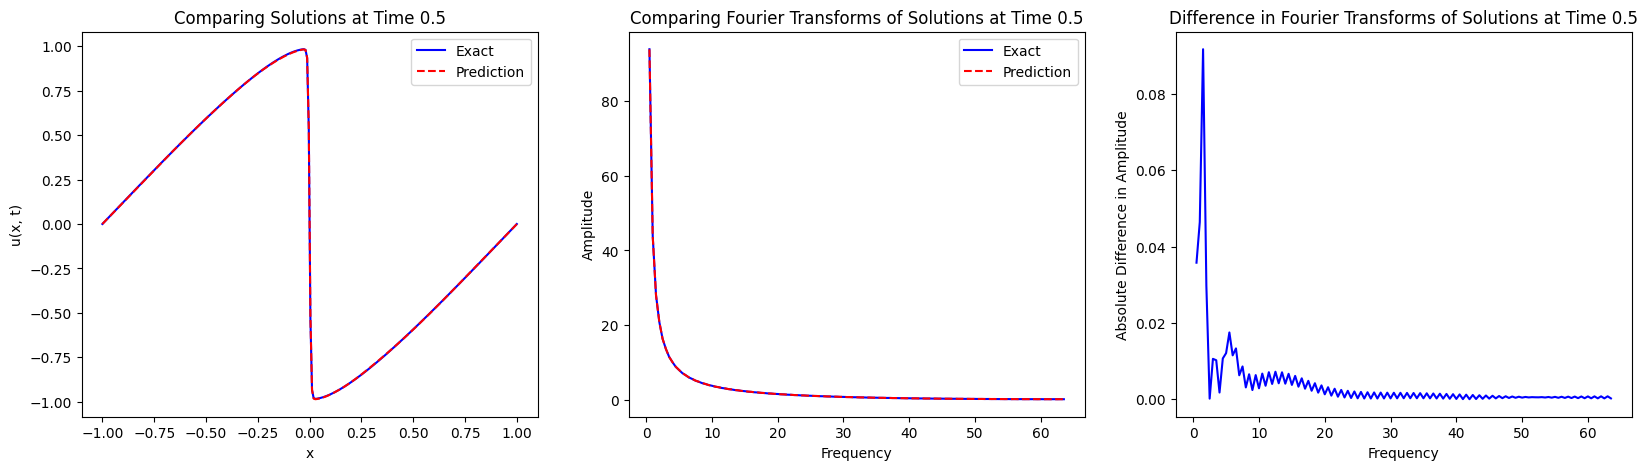 Comparing Solutions at Time 0.5
Exact
Prediction
1.00
0.75
0.50
0.25
0.00
−0.25
−0.50
−0.75
−1.00
u(x, t)
−1.00 −0.75 −0.50 −0.25 0.00 0.25 0.50 0.75 1.00
x
Comparing Fourier Transforms of Solutions at Time 0.5
Exact
Prediction
80
60
40
20
0
Amplitude
0 10 20 30 40 50 60
Frequency
Difference in Fourier Transforms of Solutions at Time 0.5
0.08
0.06
0.04
0.02
0.00
Absolute Difference in Amplitude
0 10 20 30 40 50 60
Frequency